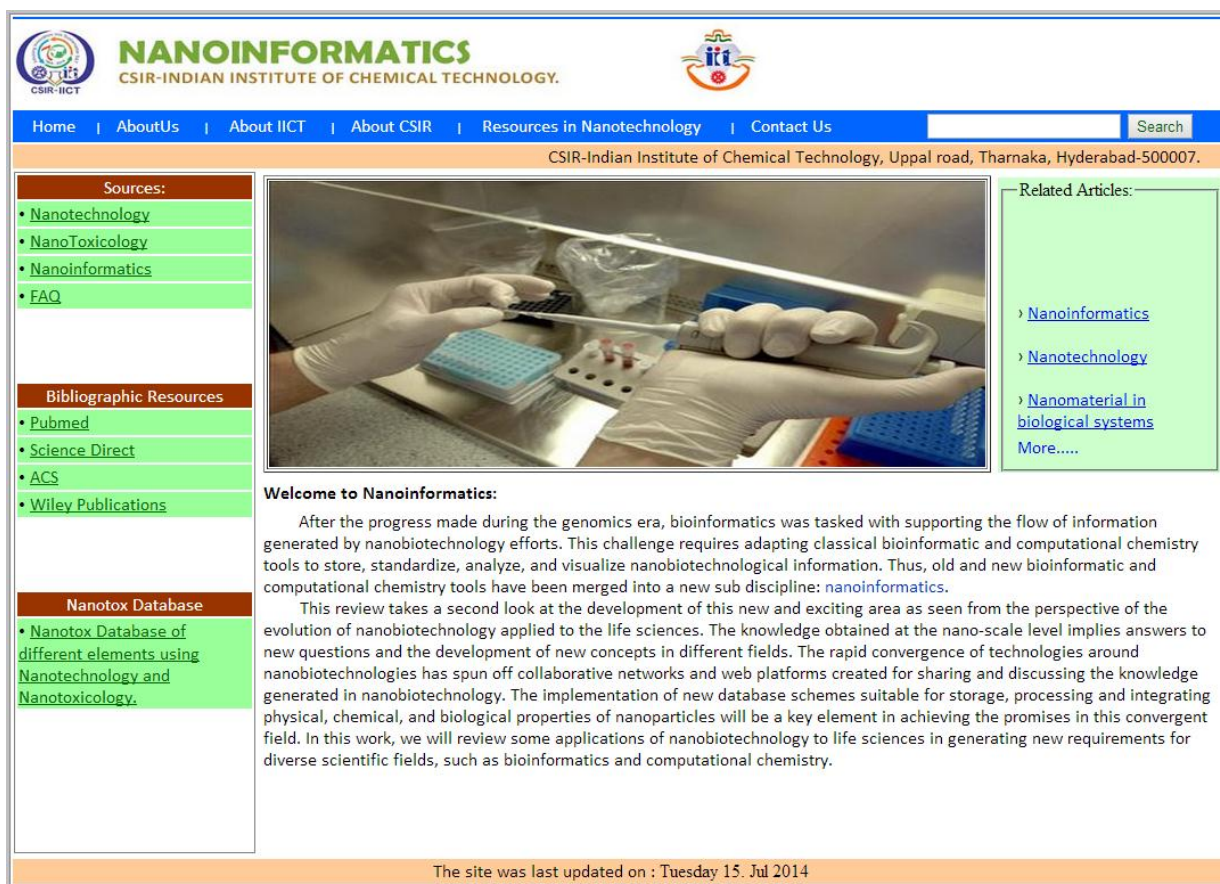 NANOINFORMATICS
CSIR-INDIAN INSTITUTE OF CHEMICAL TECHNOLOGY.
CSIR-IICT
iict
Home | AboutUs | About IICT | About CSIR | Resources in Nanotechnology | Contact Us Search
CSIR-Indian Institute of Chemical Technology, Uppal road, Tharnaka, Hyderabad-500007.
Sources:
• Nanotechnology
• NanoToxicology
• Nanoinformatics
• FAQ
Bibliographic Resources
• Pubmed
• Science Direct
• ACS
• Wiley Publications
Nanotox Database
• Nanotox Database of
different elements using
Nanotechnology and
Nanotoxicology.
Related Articles:
› Nanoinformatics
› Nanotechnology
› Nanomaterial in
biological systems
More.....
Welcome to Nanoinformatics:
After the progress made during the genomics era, bioinformatics was tasked with supporting the flow of information
generated by nanobiotechnology efforts. This challenge requires adapting classical bioinformatic and computational chemistry
tools to store, standardize, analyze, and visualize nanobiotechnological information. Thus, old and new bioinformatic and
computational chemistry tools have been merged into a new sub discipline: nanoinformatics.
This review takes a second look at the development of this new and exciting area as seen from the perspective of the
evolution of nanobiotechnology applied to the life sciences. The knowledge obtained at the nano-scale level implies answers to
new questions and the development of new concepts in different fields. The rapid convergence of technologies around
nanobiotechnologies has spun off collaborative networks and web platforms created for sharing and discussing the knowledge
generated in nanobiotechnology. The implementation of new database schemes suitable for storage, processing and integrating
physical, chemical, and biological properties of nanoparticles will be a key element in achieving the promises in this convergent
field. In this work, we will review some applications of nanobiotechnology to life sciences in generating new requirements for
diverse scientific fields, such as bioinformatics and computational chemistry.
The site was last updated on : Tuesday 15. Jul 2014